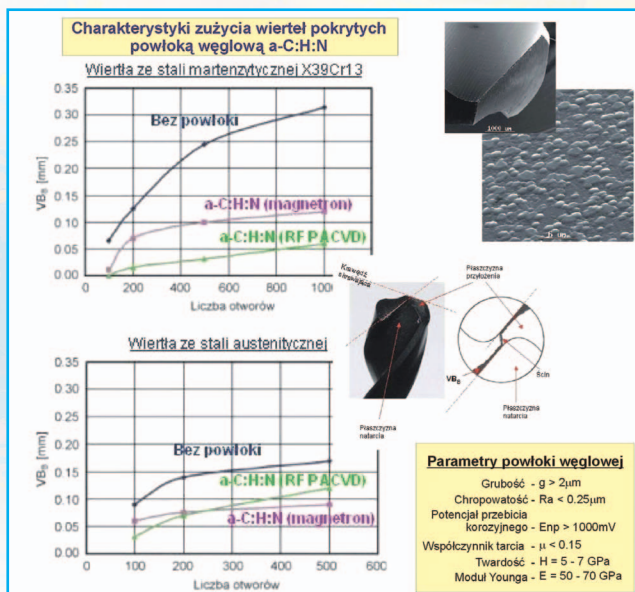 Charakterystyki zużycia wierteł pokrytych
powłoką węglową a-C:H:N
Wiertła ze stali martenzytycznej X39Cr13
0.35
0.30
0.25
0.20
0.15
0.10
0.05
0.00
VB_B [mm]
Bez powłoki
a-C:H:N (magnetron)
a-C:H:N (RF PACVD)
0
200
400
600
800
100
Liczba otworów
1000 um
Płaszczyzna
przyłożenia
VB_B
Ścin
Płaszczyzna
natarcia
Płaszczyzna
natarcia
Wiertła ze stali austenitycznej
0.35
0.30
0.25
0.20
0.15
0.10
0.05
0.00
VB_B [mm]
Bez powłoki
a-C:H:N (RF PACVD)
a-C:H:N (magnetron)
0
100
200
300
400
500
600
Liczba otworów
Parametry powłoki węglowej
Grubość - g > 2µm
Chropowatość - Ra < 0.25µm
Potencjał przebicia
korozyjnego - Enp > 1000mV
Współczynnik tarcia - µ < 0.15
Twardość - H = 5 - 7 GPa
Moduł Younga - E = 50 - 70 GPa